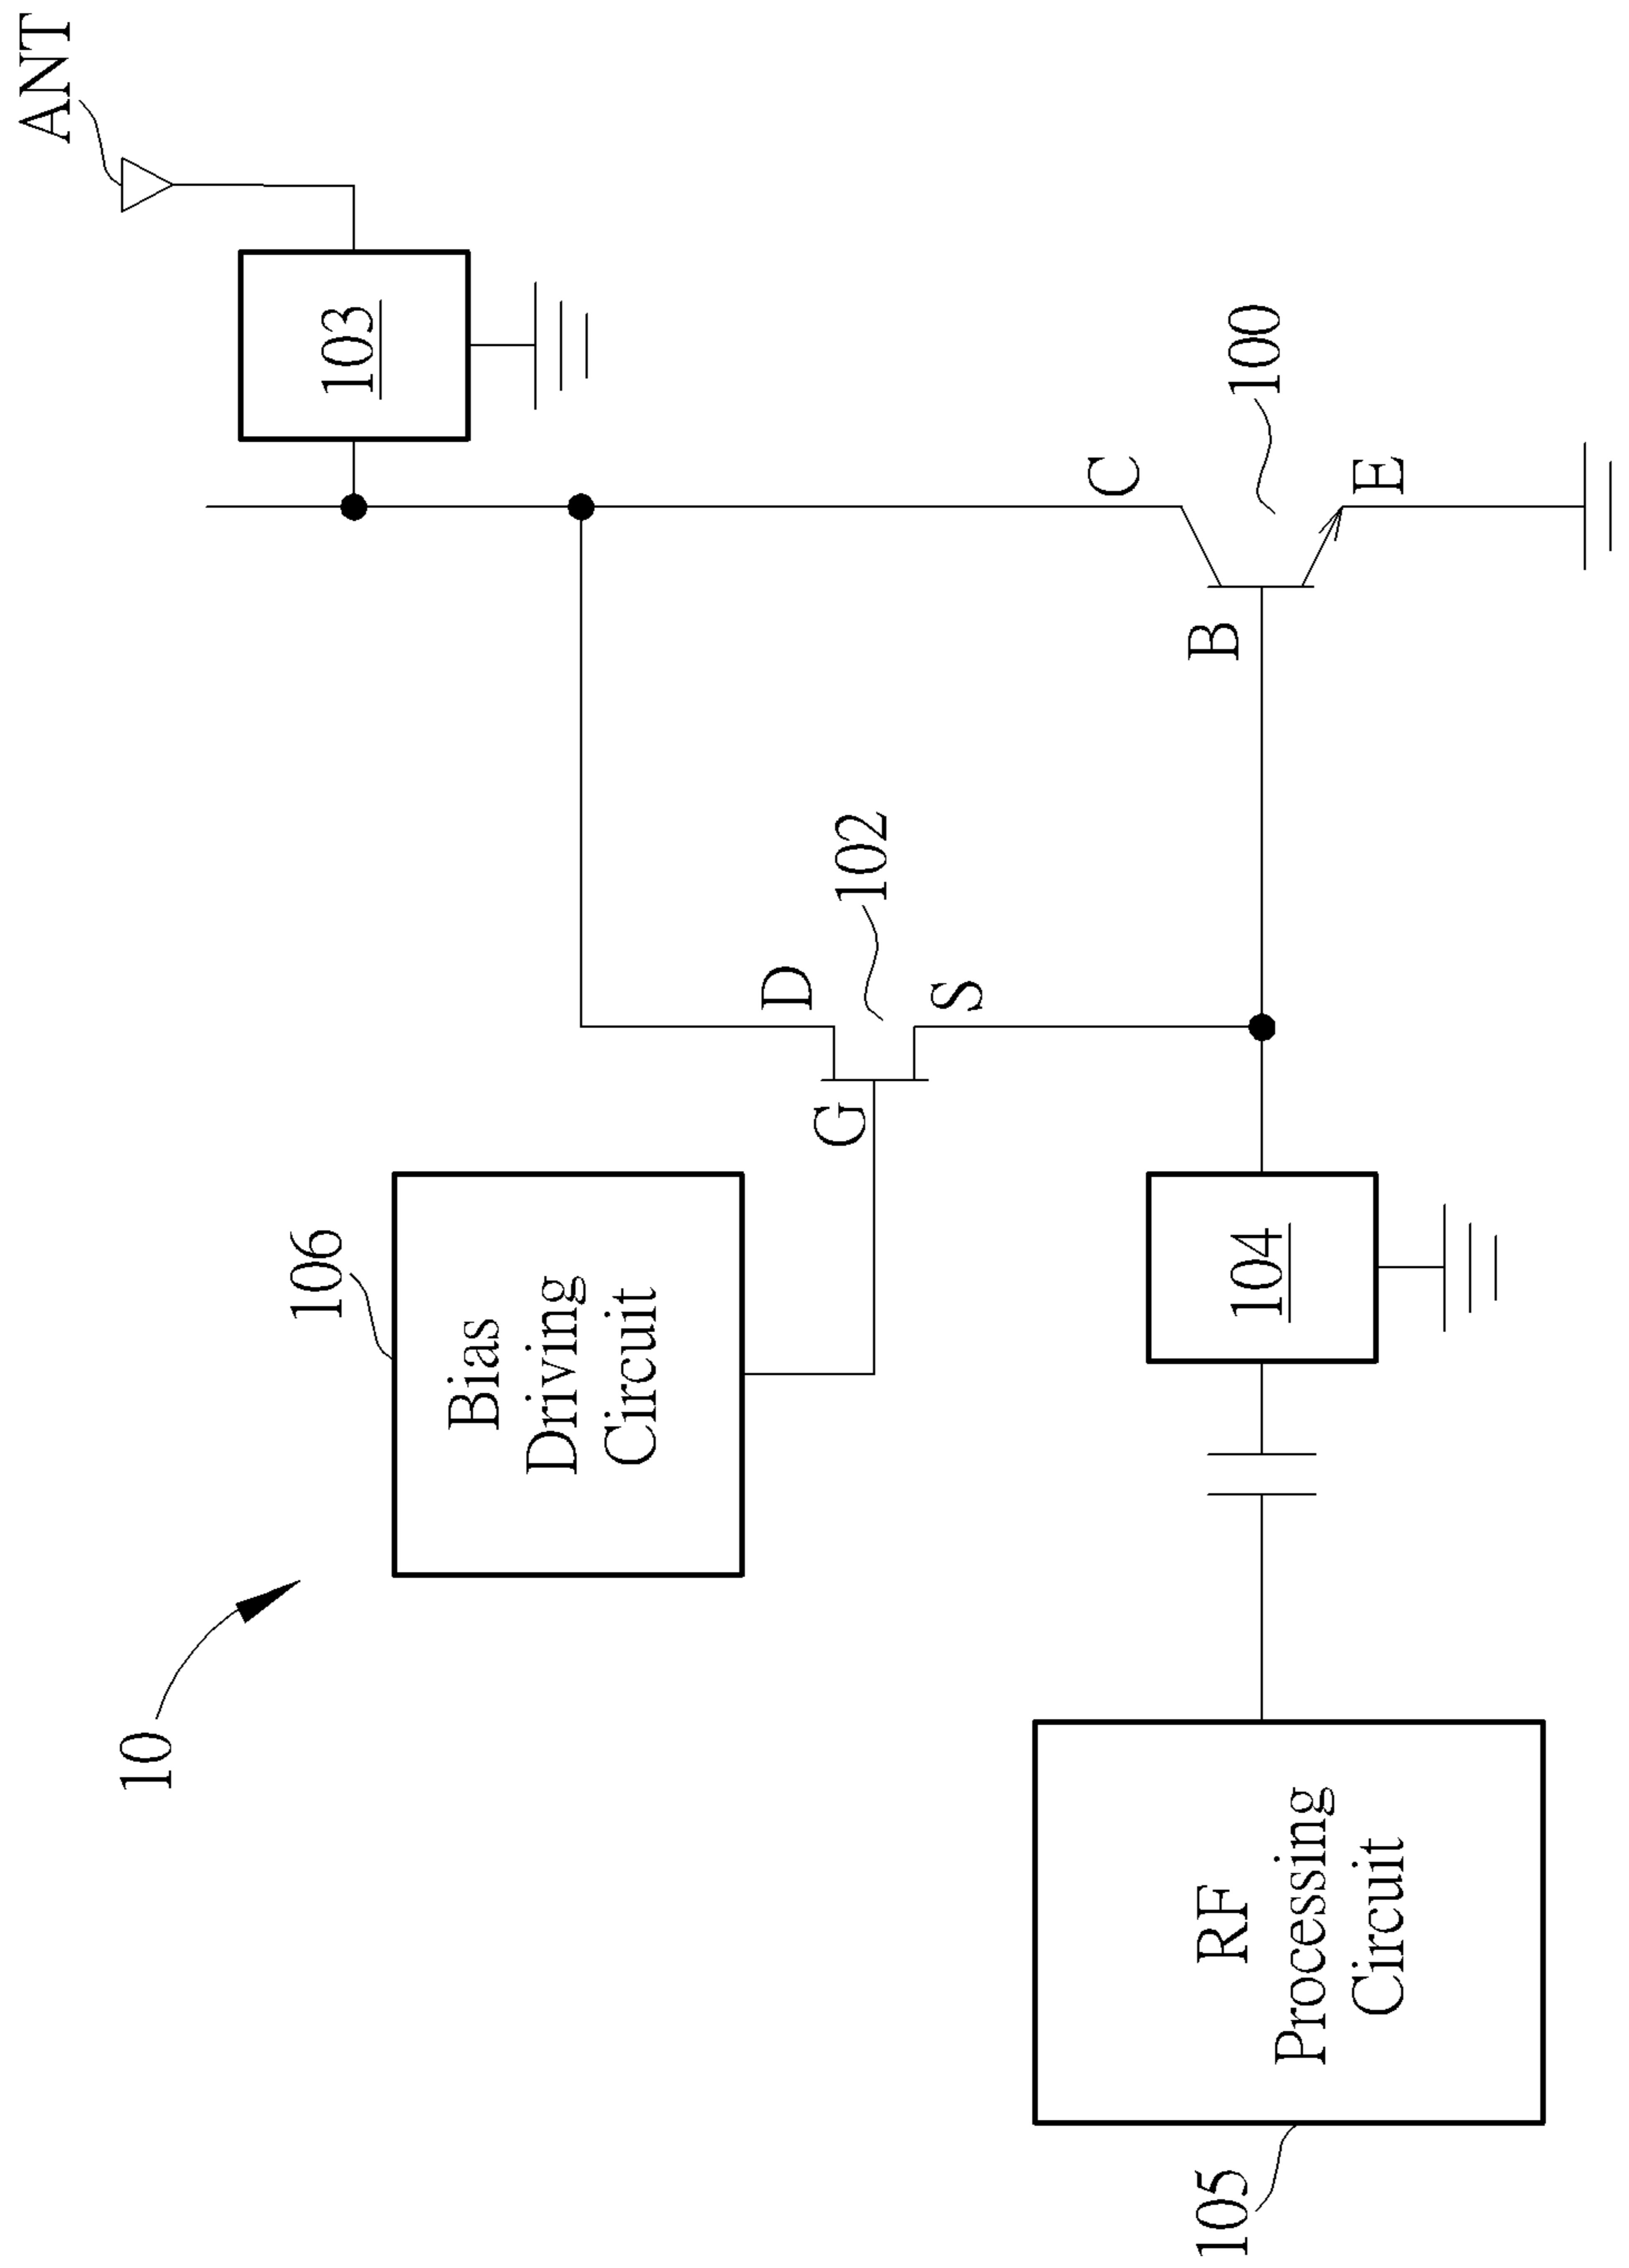 10
106
Bias
Driving
Circuit
G
D
S
102
ANT
103
C
B
E
100
104
RF
Processing
Circuit
105